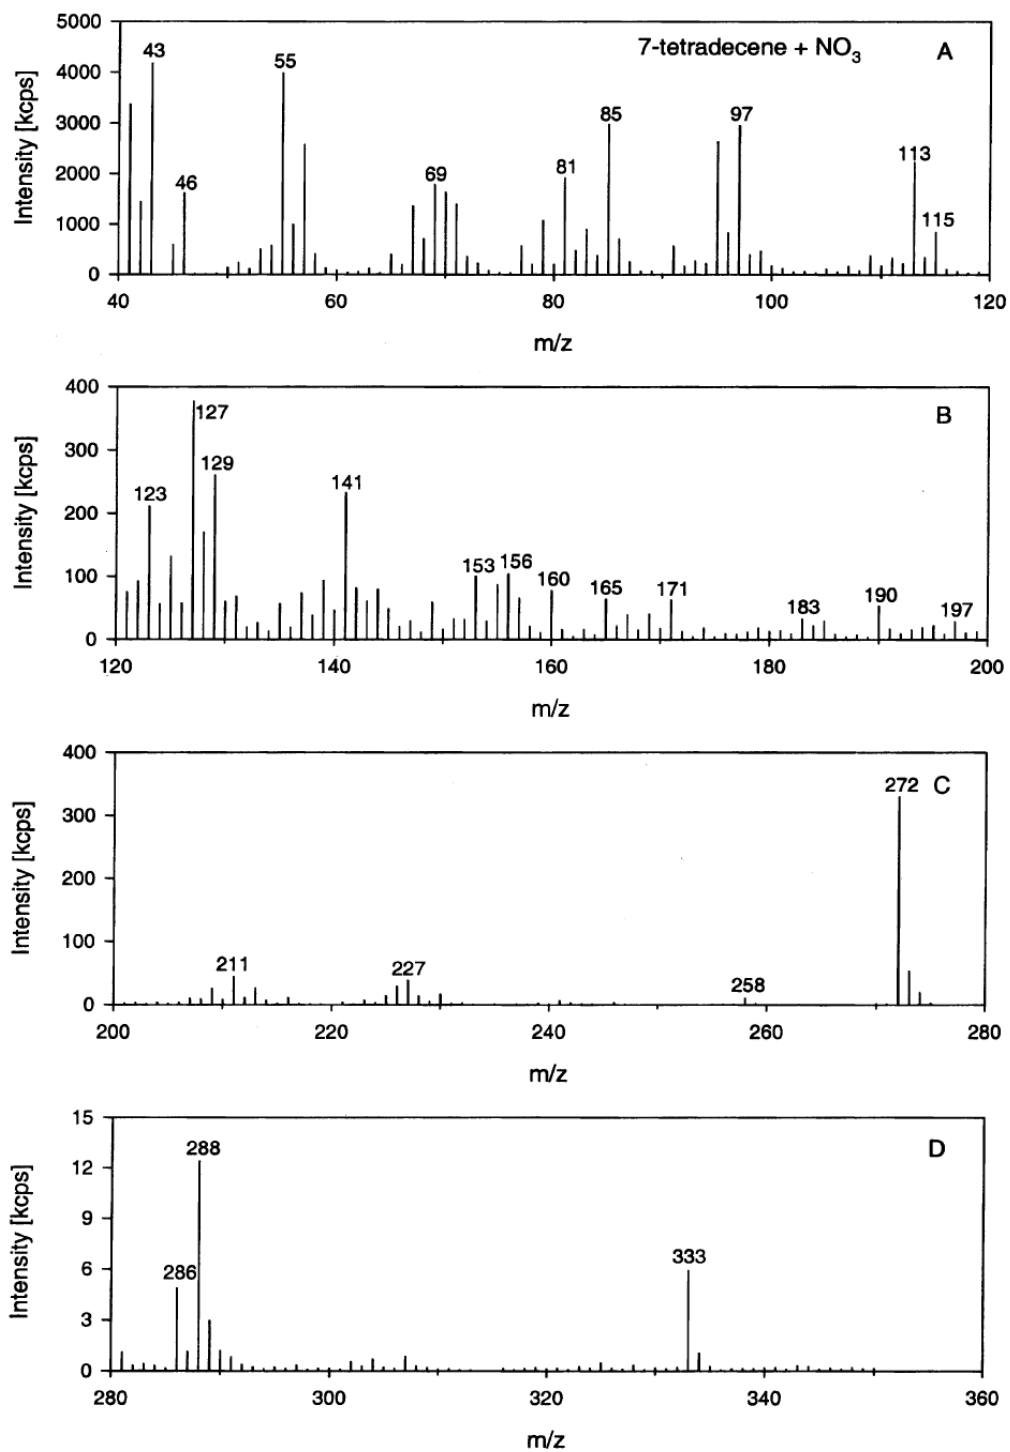 7-tetradecene + NO3
A
Intensity [kcps]
5000
4000
3000
2000
1000
0
43
46
55
69
81
85
97
113
115
40 60 80 100 120
m/z
B
Intensity [kcps]
400
300
200
100
0
123
127
129
141
153
156
160
165
171
183
190
197
120 140 160 180 200
m/z
C
Intensity [kcps]
400
300
200
100
0
211
227
258
272
200 220 240 260 280
m/z
D
Intensity [kcps]
15
12
9
6
3
0
286
288
333
280 300 320 340 360
m/z